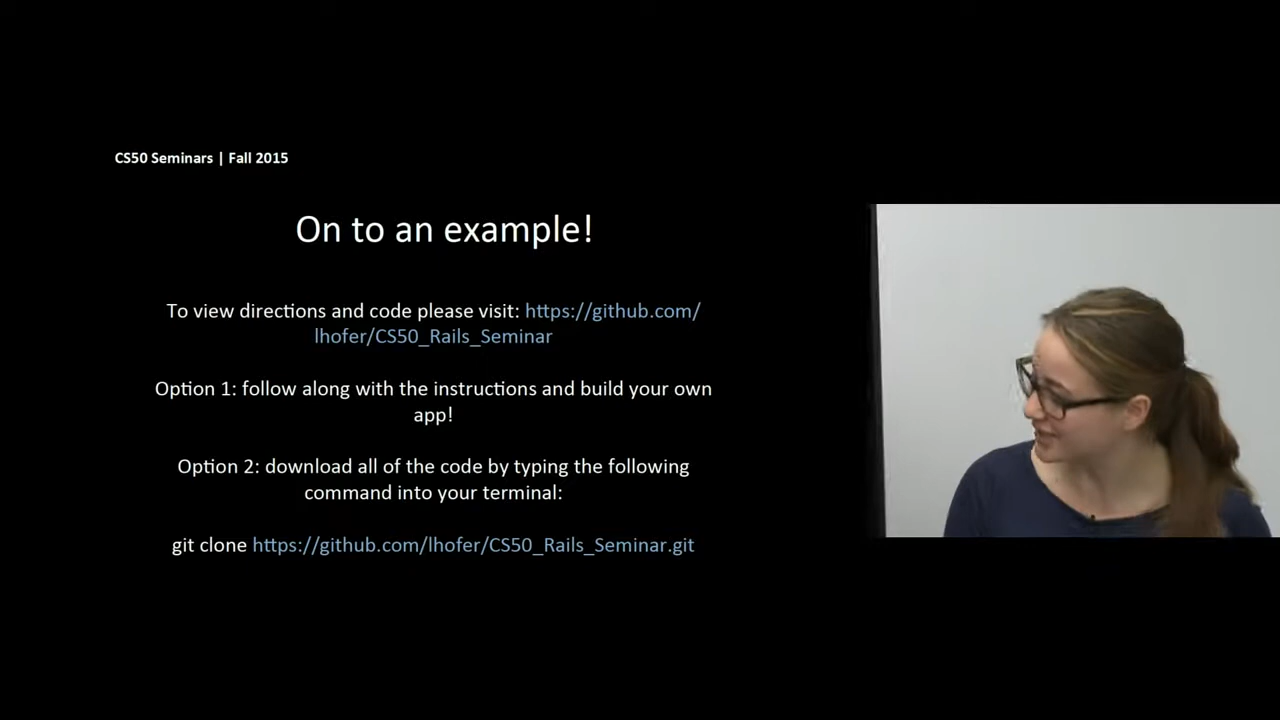 CS50 Seminars | Fall 2015
On to an example!
To view directions and code please visit: https://github.com/
lhofer/CS50_Rails_Seminar
Option 1: follow along with the instructions and build your own
app!
Option 2: download all of the code by typing the following
command into your terminal:
git clone https://github.com/lhofer/CS50_Rails_Seminar.git